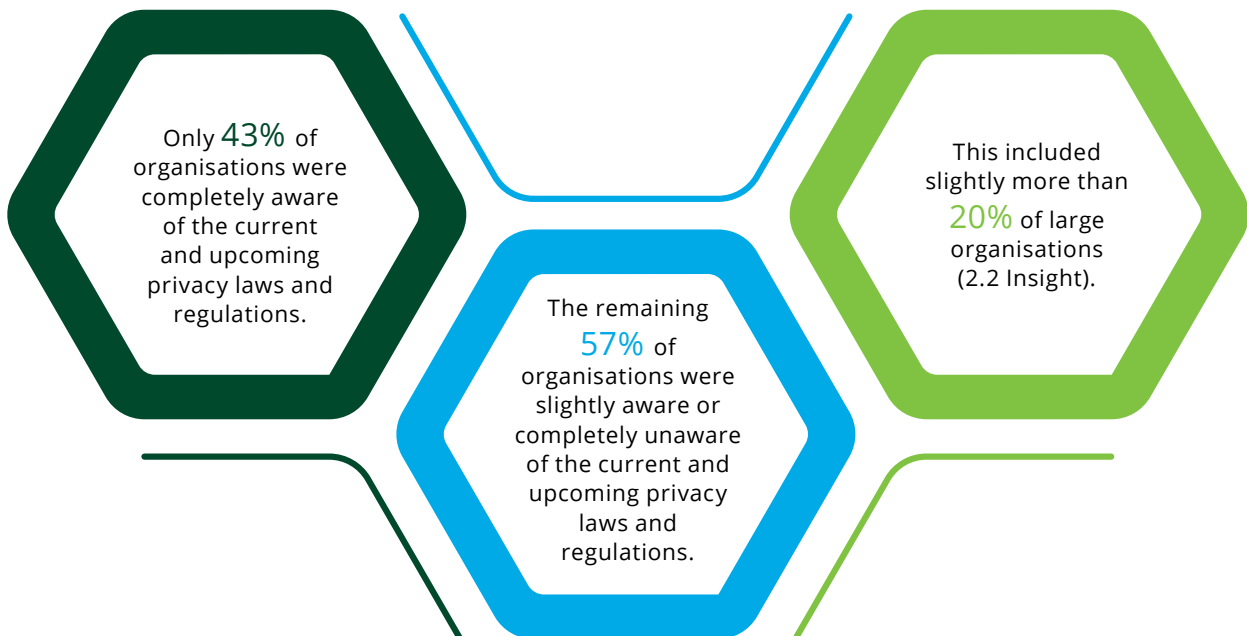 Only 43% of
organisations were
completely aware
of the current
and upcoming
privacy laws and
regulations.
The remaining
57% of
organisations were
slightly aware or
completely unaware
of the current and
upcoming privacy
laws and
regulations.
This included
slightly more than
20% of large
organisations
(2.2 Insight).